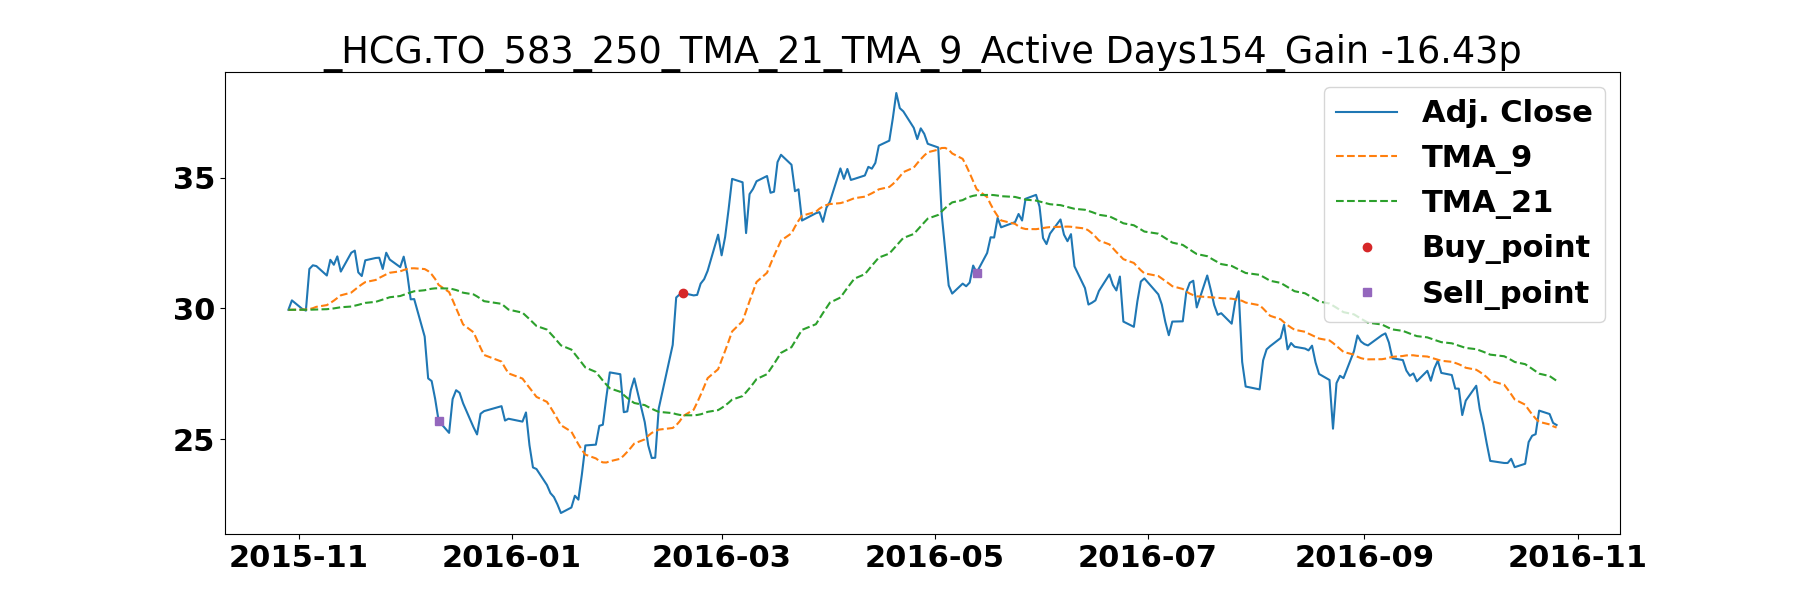 _HCG.TO_583_250_TMA_21_TMA_9_Active Days154_Gain -16.43p
Adj. Close
TMA_9
TMA_21
Buy_point
Sell_point
35
30
25
2015-11
2016-01
2016-03
2016-05
2016-07
2016-09
2016-11